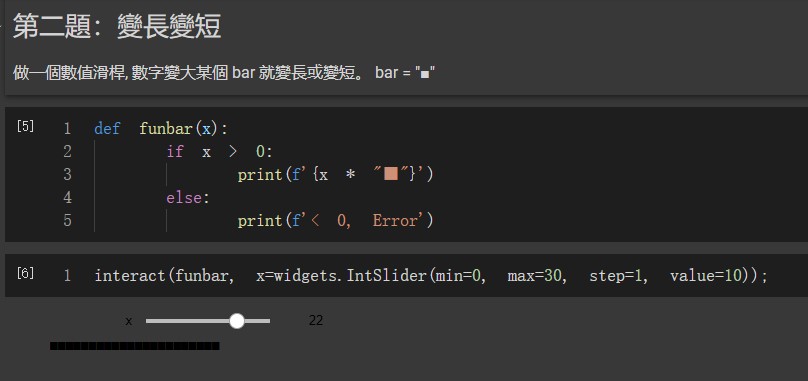 第二題：變長變短
做一個數值滑桿, 數字變大某個 bar 就變長或變短。 bar = "■"
[5]
1 def funbar(x):
2 if x > 0:
3 print(f'{x * "■"}')
4 else:
5 print(f'< 0, Error')
[6]
1 interact(funbar, x=widgets.IntSlider(min=0, max=30, step=1, value=10));
x 22
■■■■■■■■■■■■■■■■■■■■■■